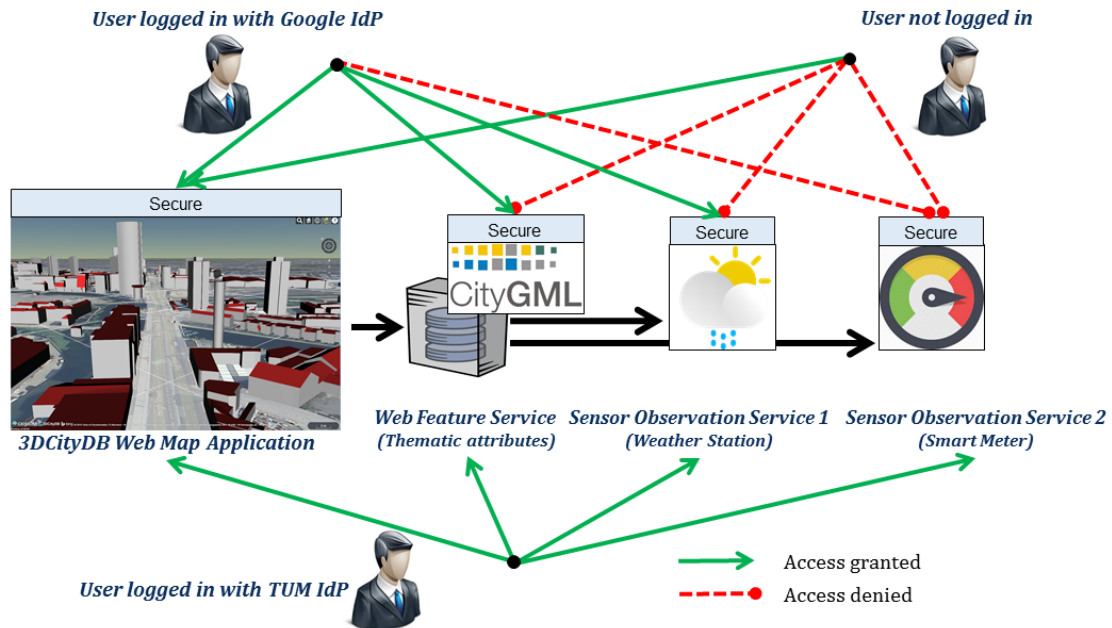 User logged in with Google IdP
User not logged in
Secure
Secure
Secure
Secure
CityGML
Web Feature Service
(Thematic attributes)
Sensor Observation Service 1
(Weather Station)
Sensor Observation Service 2
(Smart Meter)
3DCityDB Web Map Application
User logged in with TUM IdP
Access granted
Access denied